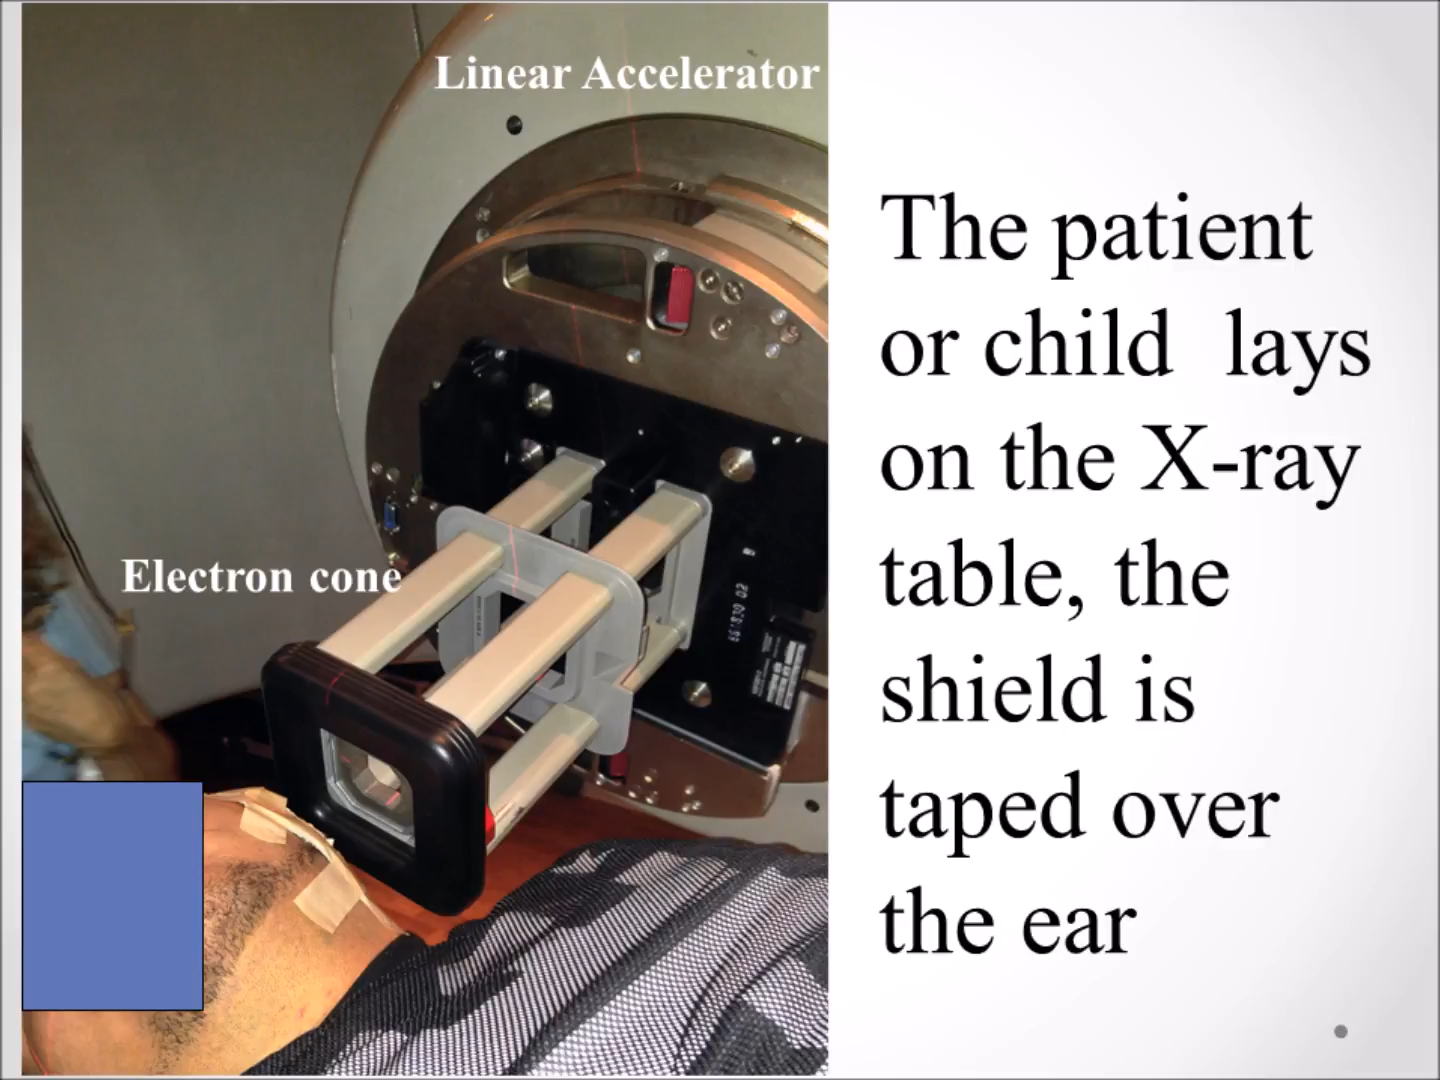 Linear Accelerator
Electron cone
The patient
or child  lays
on the X-ray
table, the
shield is
taped over
the ear